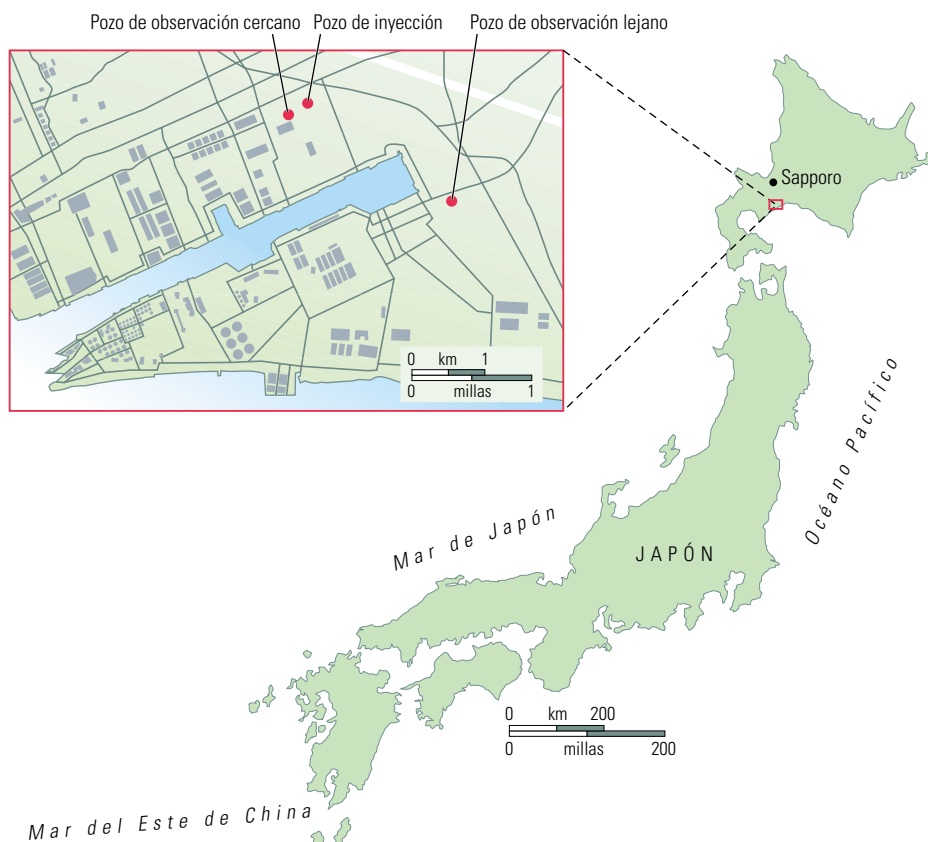 Pozo de observación cercano
Pozo de inyección
Pozo de observación lejano
Sapporo
0 km 1
0 millas 1
Océano Pacífico
Mar de Japón
JAPÓN
0 km 200
0 millas 200
Mar del Este de China